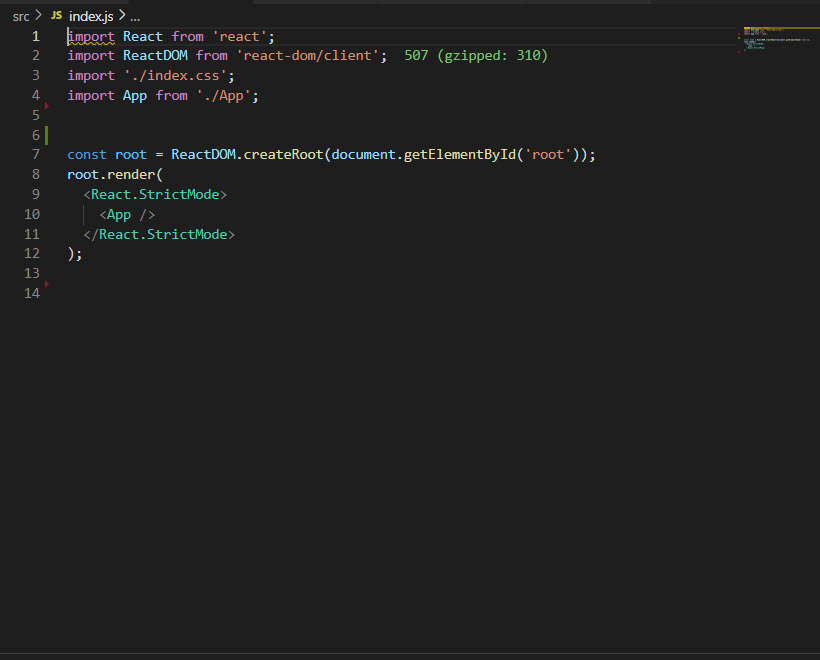 src > JS index.js > ...
1 import React from 'react';
2 import ReactDOM from 'react-dom/client'; 507 (gzipped: 310)
3 import './index.css';
4 import App from './App';
5
6
7 const root = ReactDOM.createRoot(document.getElementById('root'));
8 root.render(
9   <React.StrictMode>
10     <App />
11   </React.StrictMode>
12 );
13
14